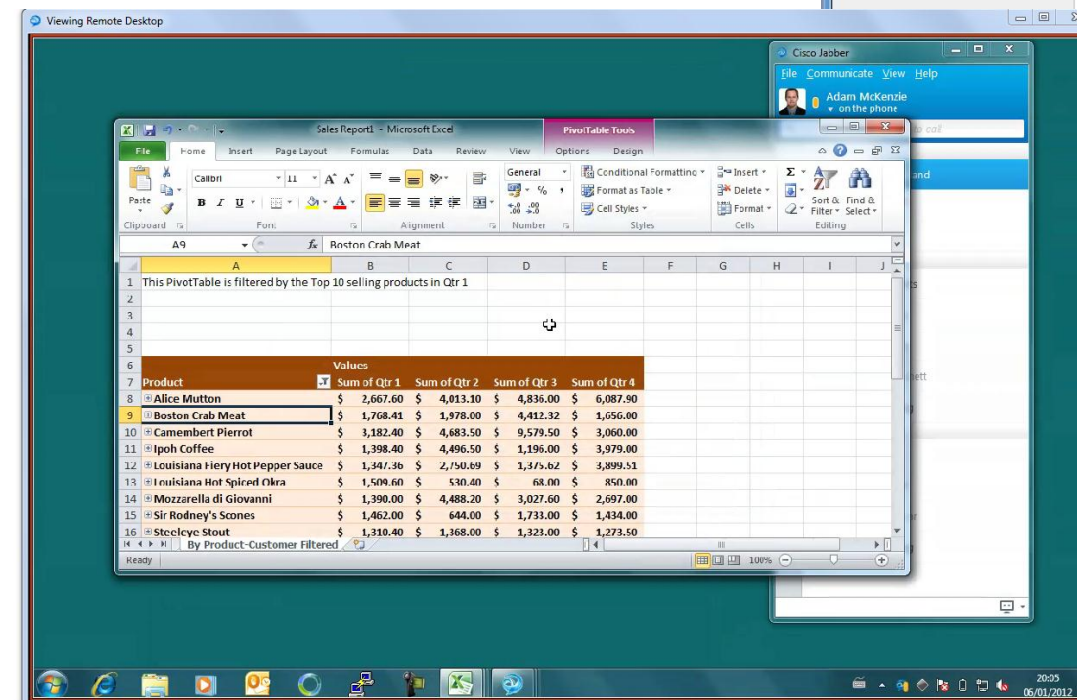 Viewing Remote Desktop
Cisco Jabber
File Communicate View Help
Adam McKenzie
on the phone
to call
Sales Report1 - Microsoft Excel
PivotTable Tools
File Home Insert Page Layout Formulas Data Review View Options Design
Paste
Calibri 11
B I U
General
Conditional Formatting
Format as Table
Cell Styles
Insert
Delete
Format
Sort & Filter
Find & Select
Clipboard Font Alignment Number Styles Cells Editing
A9 fx Boston Crab Meat
A B C D E F G H I J
1 This PivotTable is filtered by the Top 10 selling products in Qtr 1
2
3
4
5
6 Values
7 Product Sum of Qtr 1 Sum of Qtr 2 Sum of Qtr 3 Sum of Qtr 4
8 Alice Mutton $ 2,667.60 $ 4,013.10 $ 4,836.00 $ 6,087.90
9 Boston Crab Meat $ 1,768.41 $ 1,978.00 $ 4,412.32 $ 1,656.00
10 Camembert Pierrot $ 3,182.40 $ 4,683.50 $ 9,579.50 $ 3,060.00
11 Ipoh Coffee $ 1,398.40 $ 4,496.50 $ 1,196.00 $ 3,979.00
12 Louisiana Fiery Hot Pepper Sauce $ 1,347.36 $ 2,750.69 $ 1,375.62 $ 3,899.51
13 Louisiana Hot Spiced Okra $ 1,509.60 $ 530.40 $ 68.00 $ 850.00
14 Mozzarella di Giovanni $ 1,390.00 $ 4,488.20 $ 3,027.60 $ 2,697.00
15 Sir Rodney's Scones $ 1,462.00 $ 644.00 $ 1,733.00 $ 1,434.00
16 Steeleye Stout $ 1,310.40 $ 1,368.00 $ 1,323.00 $ 1,273.50
By Product-Customer Filtered
Ready 100%
20:05
06/01/2012